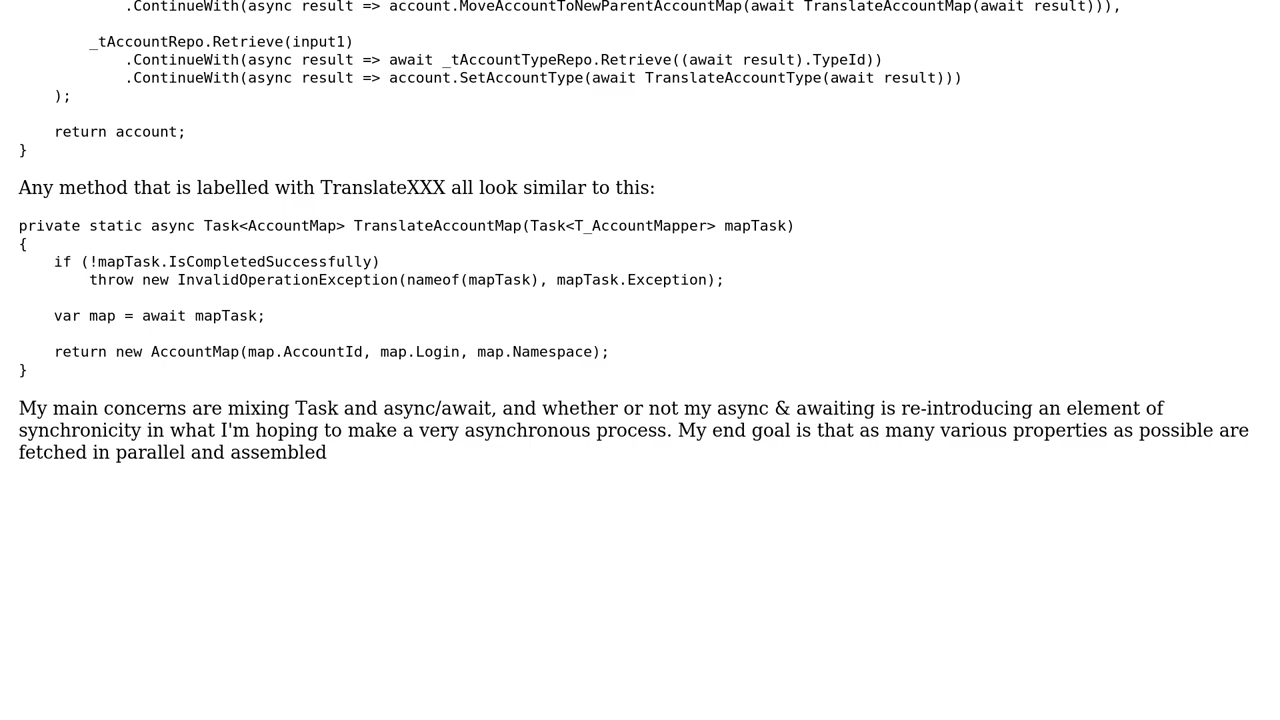 .ContinueWith(async result => account.MoveAccountToNewParentAccountMap(await TranslateAccountMap(await result))),
_tAccountRepo.Retrieve(input1)
.ContinueWith(async result => await _tAccountTypeRepo.Retrieve((await result).TypeId))
.ContinueWith(async result => account.SetAccountType(await TranslateAccountType(await result)))
);
return account;
}
Any method that is labelled with TranslateXXX all look similar to this:
private static async Task<AccountMap> TranslateAccountMap(Task<T_AccountMapper> mapTask)
{
if (!mapTask.IsCompletedSuccessfully)
throw new InvalidOperationException(nameof(mapTask), mapTask.Exception);
var map = await mapTask;
return new AccountMap(map.AccountId, map.Login, map.Namespace);
}
My main concerns are mixing Task and async/await, and whether or not my async & awaiting is re-introducing an element of
synchronicity in what I'm hoping to make a very asynchronous process. My end goal is that as many various properties as possible are
fetched in parallel and assembled